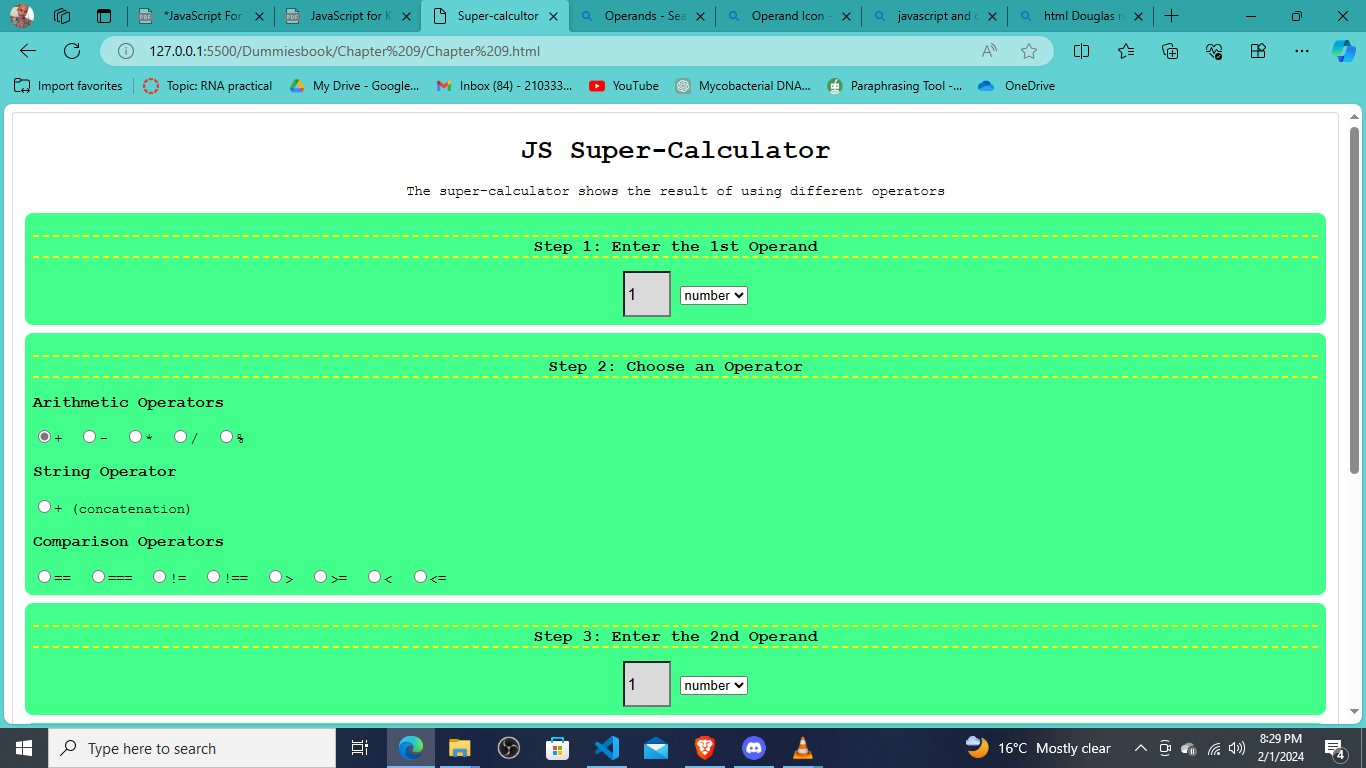 *JavaScript For
JavaScript for K
Super-calcultor
Operands - Sea
Operand Icon -
javascript and c
html Douglas r
127.0.0.1:5500/Dummiesbook/Chapter%209/Chapter%209.html
Import favorites
Topic: RNA practical
My Drive - Google...
Inbox (84) - 210333...
YouTube
Mycobacterial DNA...
Paraphrasing Tool -...
OneDrive
JS Super-Calculator
The super-calculator shows the result of using different operators
Step 1: Enter the 1st Operand
1 number
Step 2: Choose an Operator
Arithmetic Operators
+ - * / %
String Operator
+ (concatenation)
Comparison Operators
== === != !== > >= < <=
Step 3: Enter the 2nd Operand
1 number
Type here to search
16°C Mostly clear
8:29 PM
2/1/2024
4